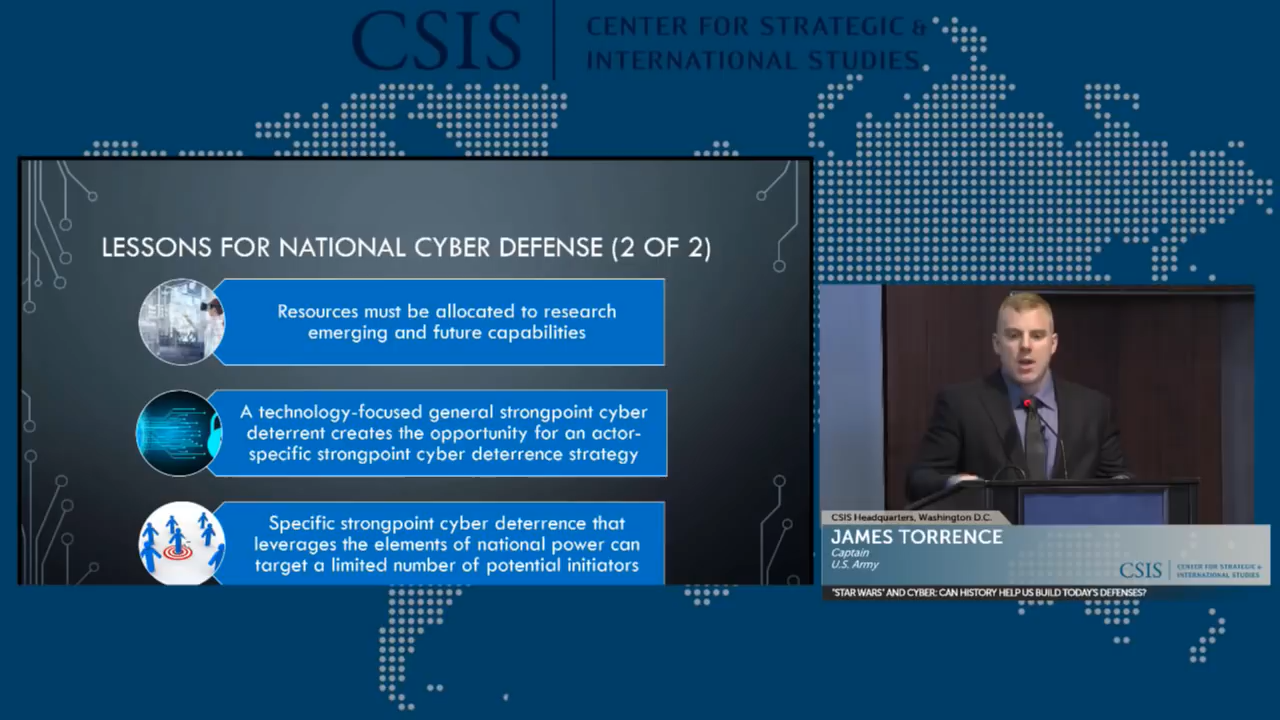 CSIS
CENTER FOR STRATEGIC &
INTERNATIONAL STUDIES
LESSONS FOR NATIONAL CYBER DEFENSE (2 OF 2)
Resources must be allocated to research
emerging and future capabilities
A technology-focused general strongpoint cyber
deterrent creates the opportunity for an actor-
specific strongpoint cyber deterrence strategy
Specific strongpoint cyber deterrence that
leverages the elements of national power can
target a limited number of potential initiators
CSIS Headquarters, Washington D.C.
JAMES TORRENCE
Captain
U.S. Army
CSIS
CENTER FOR STRATEGIC &
INTERNATIONAL STUDIES
"STAR WARS" AND CYBER: CAN HISTORY HELP US BUILD TODAY'S DEFENSES?